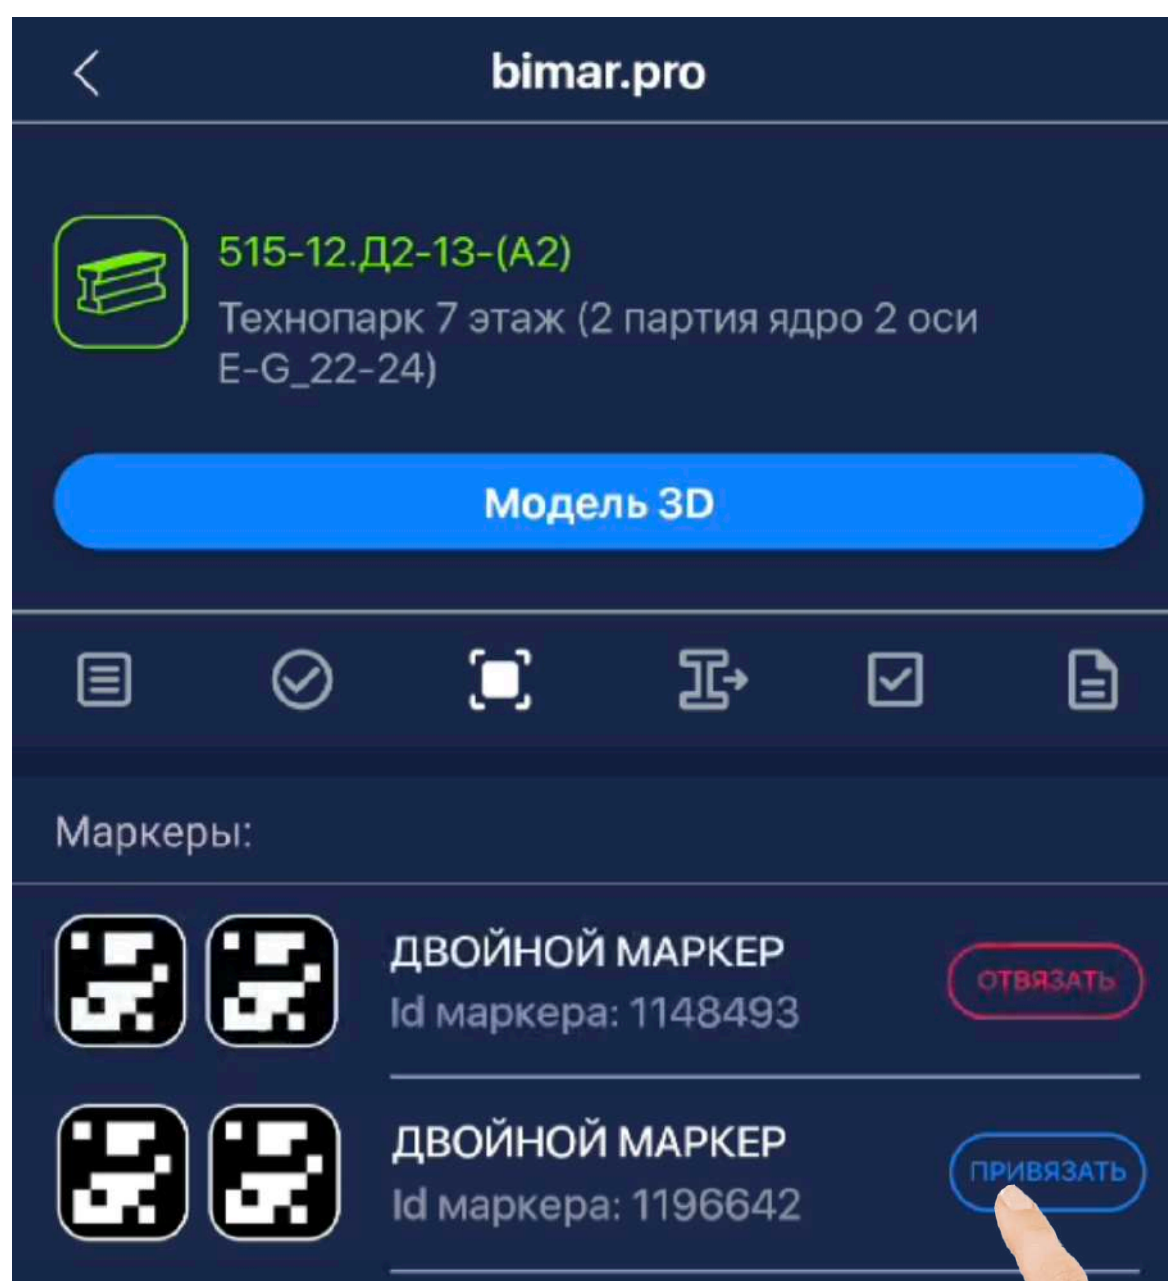 bimar.pro
515-12.Д2-13-(А2)
Технопарк 7 этаж (2 партия ядро 2 оси
E-G_22-24)
Модель 3D
Маркеры:
ДВОЙНОЙ МАРКЕР
ОТВЯЗАТЬ
Id маркера: 1148493
ДВОЙНОЙ МАРКЕР
ПРИВЯЗАТЬ
Id маркера: 1196642